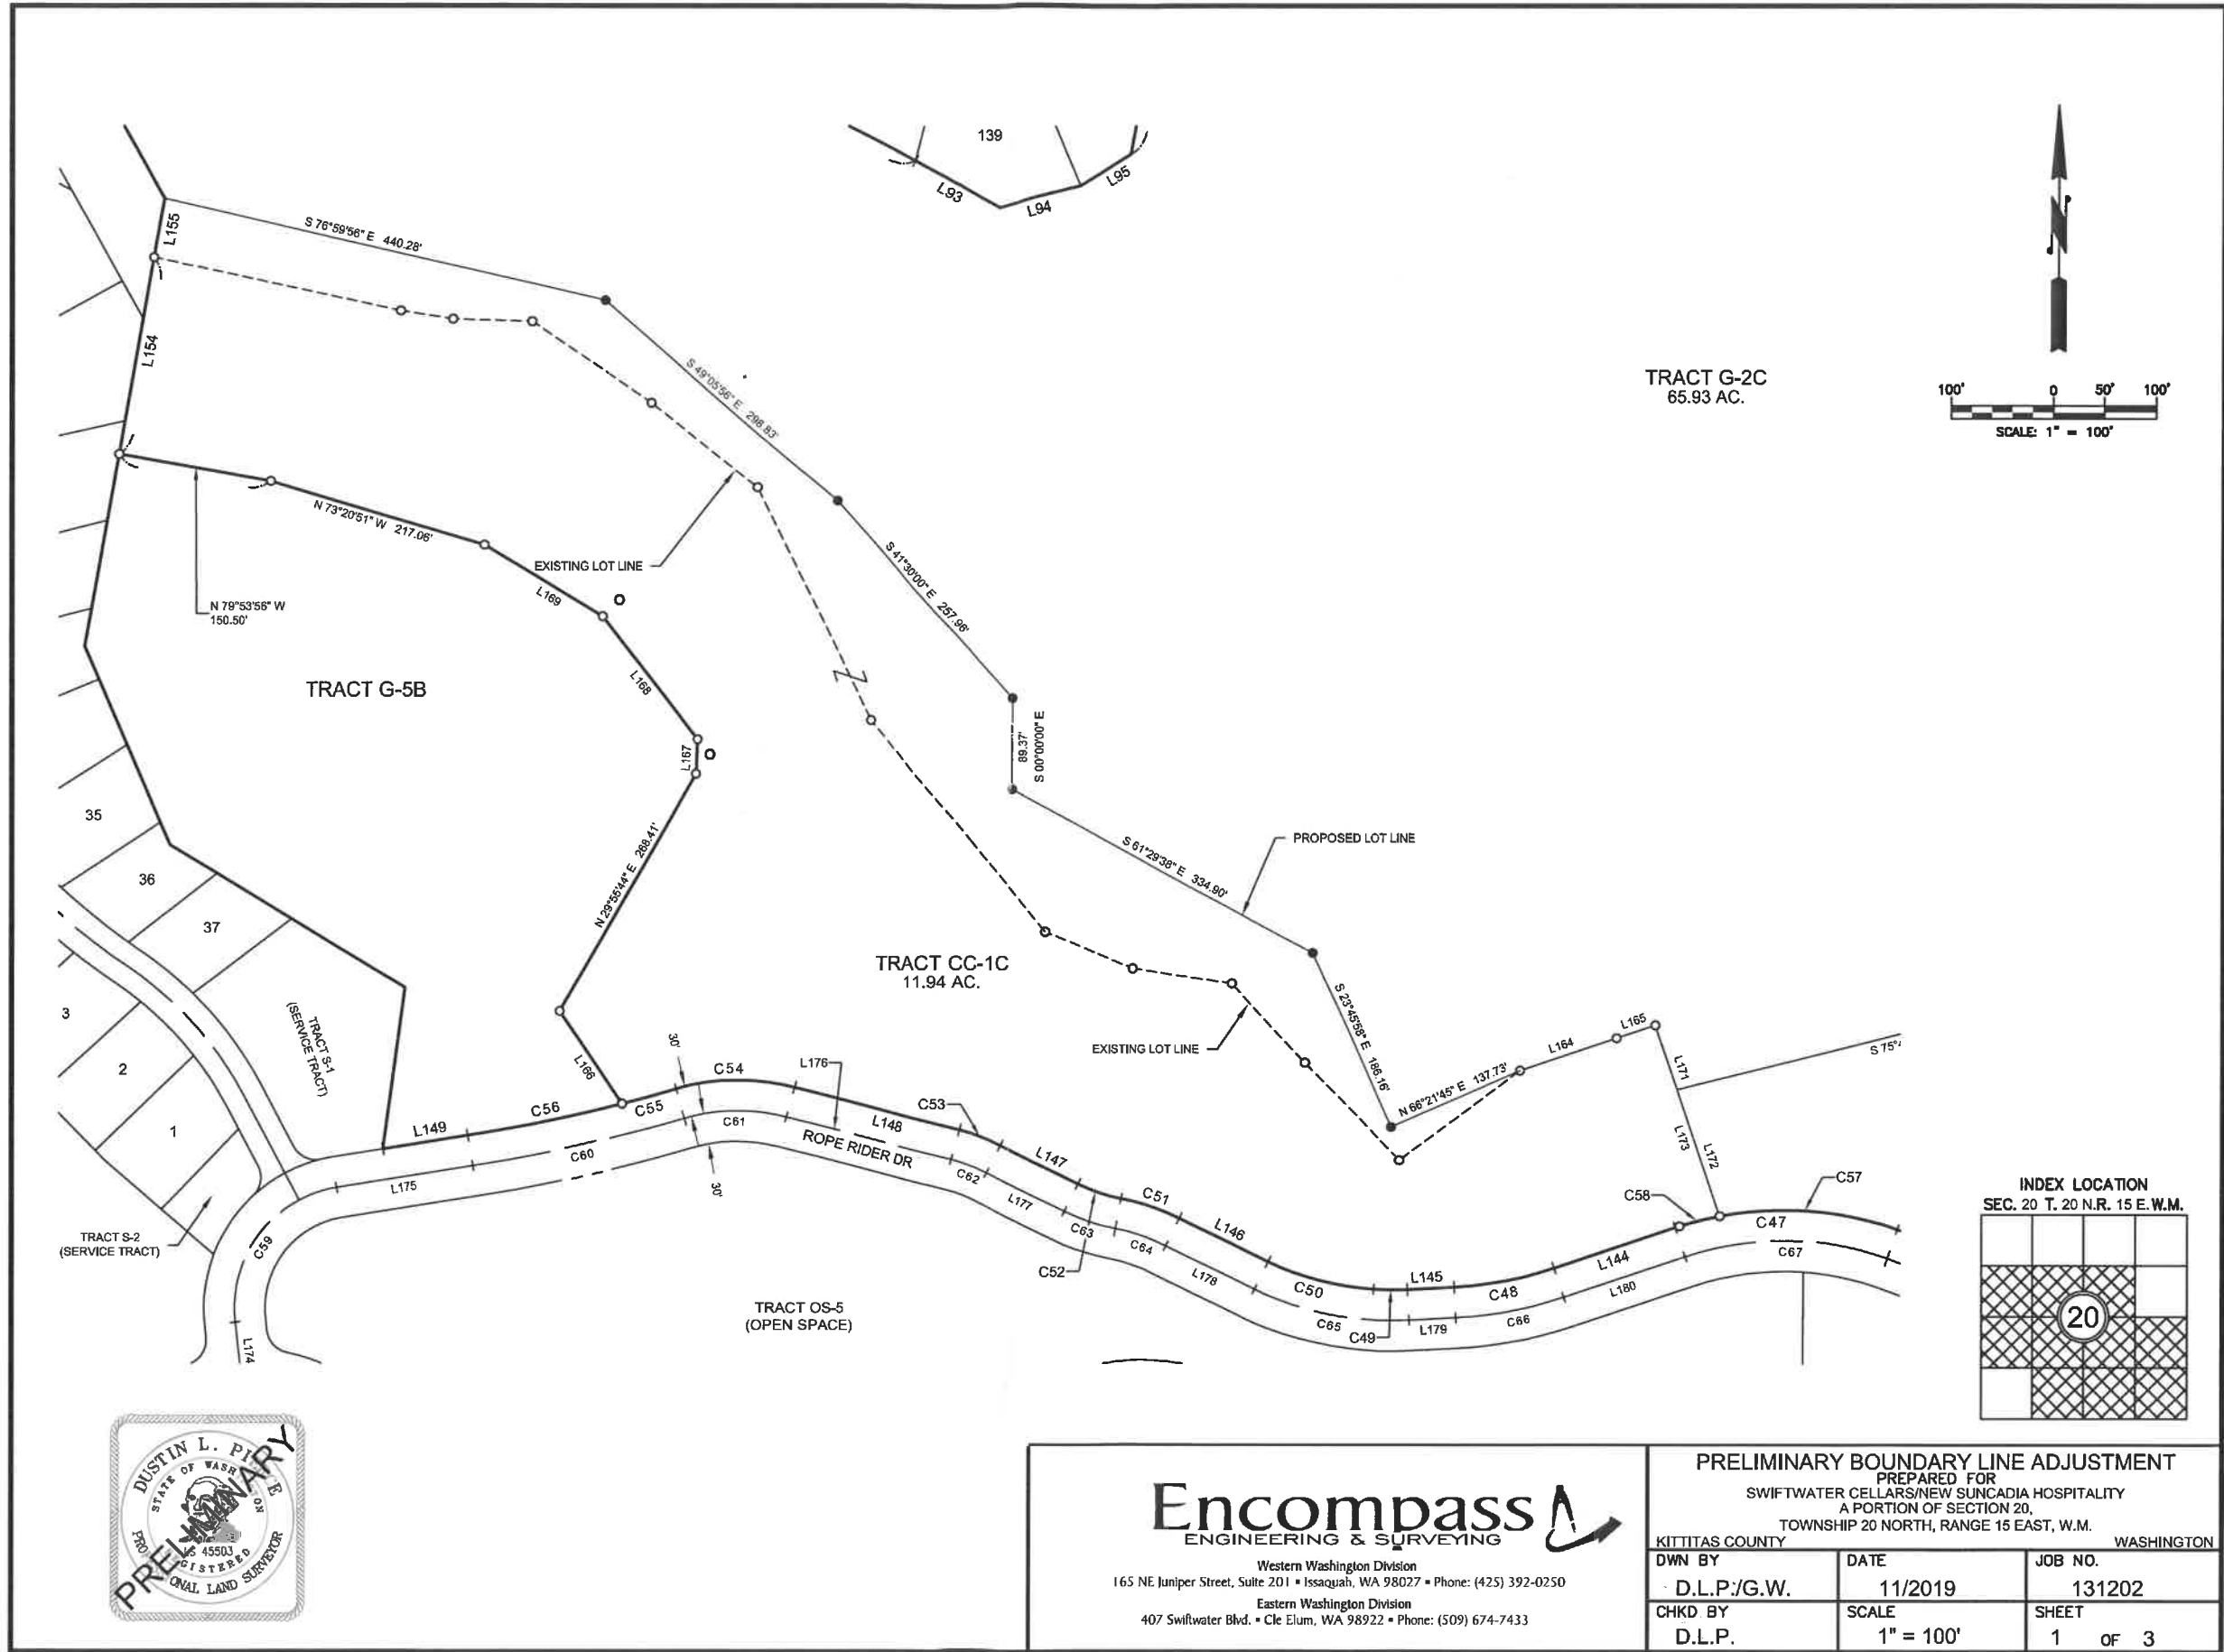 139
L93
L94
L95
L155
S 76°59'56" E 440.28'
L154
S 49°05'56" E 296.83'
TRACT G-2C
65.93 AC.
100' 0 50' 100'
SCALE: 1" = 100'
N 73°20'51" W 217.06'
EXISTING LOT LINE
L169
N 79°53'56" W
150.50'
S 41°30'00" E 257.96'
TRACT G-5B
L168
L167
89.37'
S 00°00'00" E
35
36
37
N 29°55'44" E 268.41'
PROPOSED LOT LINE
S 61°29'38" E 334.90'
TRACT CC-1C
11.94 AC.
3
2
1
TRACT S-1
(SERVICE TRACT)
S 23°45'58" E 186.16'
EXISTING LOT LINE
N 66°21'45" E 137.73'
L164
L165
L171
S 75°
L173
L172
L166
30'
C54
L176
C55
C56
L149
C53
L148
C61
ROPE RIDER DR
C60
L175
30'
L147
C62
L177
C51
C63
C64
L146
C52
L178
C58
C57
C47
C67
L144
L180
L145
C48
C50
C65
C49
L179
C66
TRACT S-2
(SERVICE TRACT)
C59
L174
TRACT OS-5
(OPEN SPACE)
INDEX LOCATION
SEC. 20 T. 20 N.R. 15 E.W.M.
20
DUSTIN L.
STATE OF WASHINGTON
PRELIMINARY
LS 45503
REGISTERED
PROFESSIONAL LAND SURVEYOR
Encompass
ENGINEERING & SURVEYING
Western Washington Division
165 NE Juniper Street, Suite 201 ▪ Issaquah, WA 98027 ▪ Phone: (425) 392-0250
Eastern Washington Division
407 Swiftwater Blvd. ▪ Cle Elum, WA 98922 ▪ Phone: (509) 674-7433
PRELIMINARY BOUNDARY LINE ADJUSTMENT
PREPARED FOR
SWIFTWATER CELLARS/NEW SUNCADIA HOSPITALITY
A PORTION OF SECTION 20,
TOWNSHIP 20 NORTH, RANGE 15 EAST, W.M.
KITTITAS COUNTY WASHINGTON
DWN BY DATE JOB NO.
D.L.P./G.W. 11/2019 131202
CHKD BY SCALE SHEET
D.L.P. 1" = 100' 1 OF 3